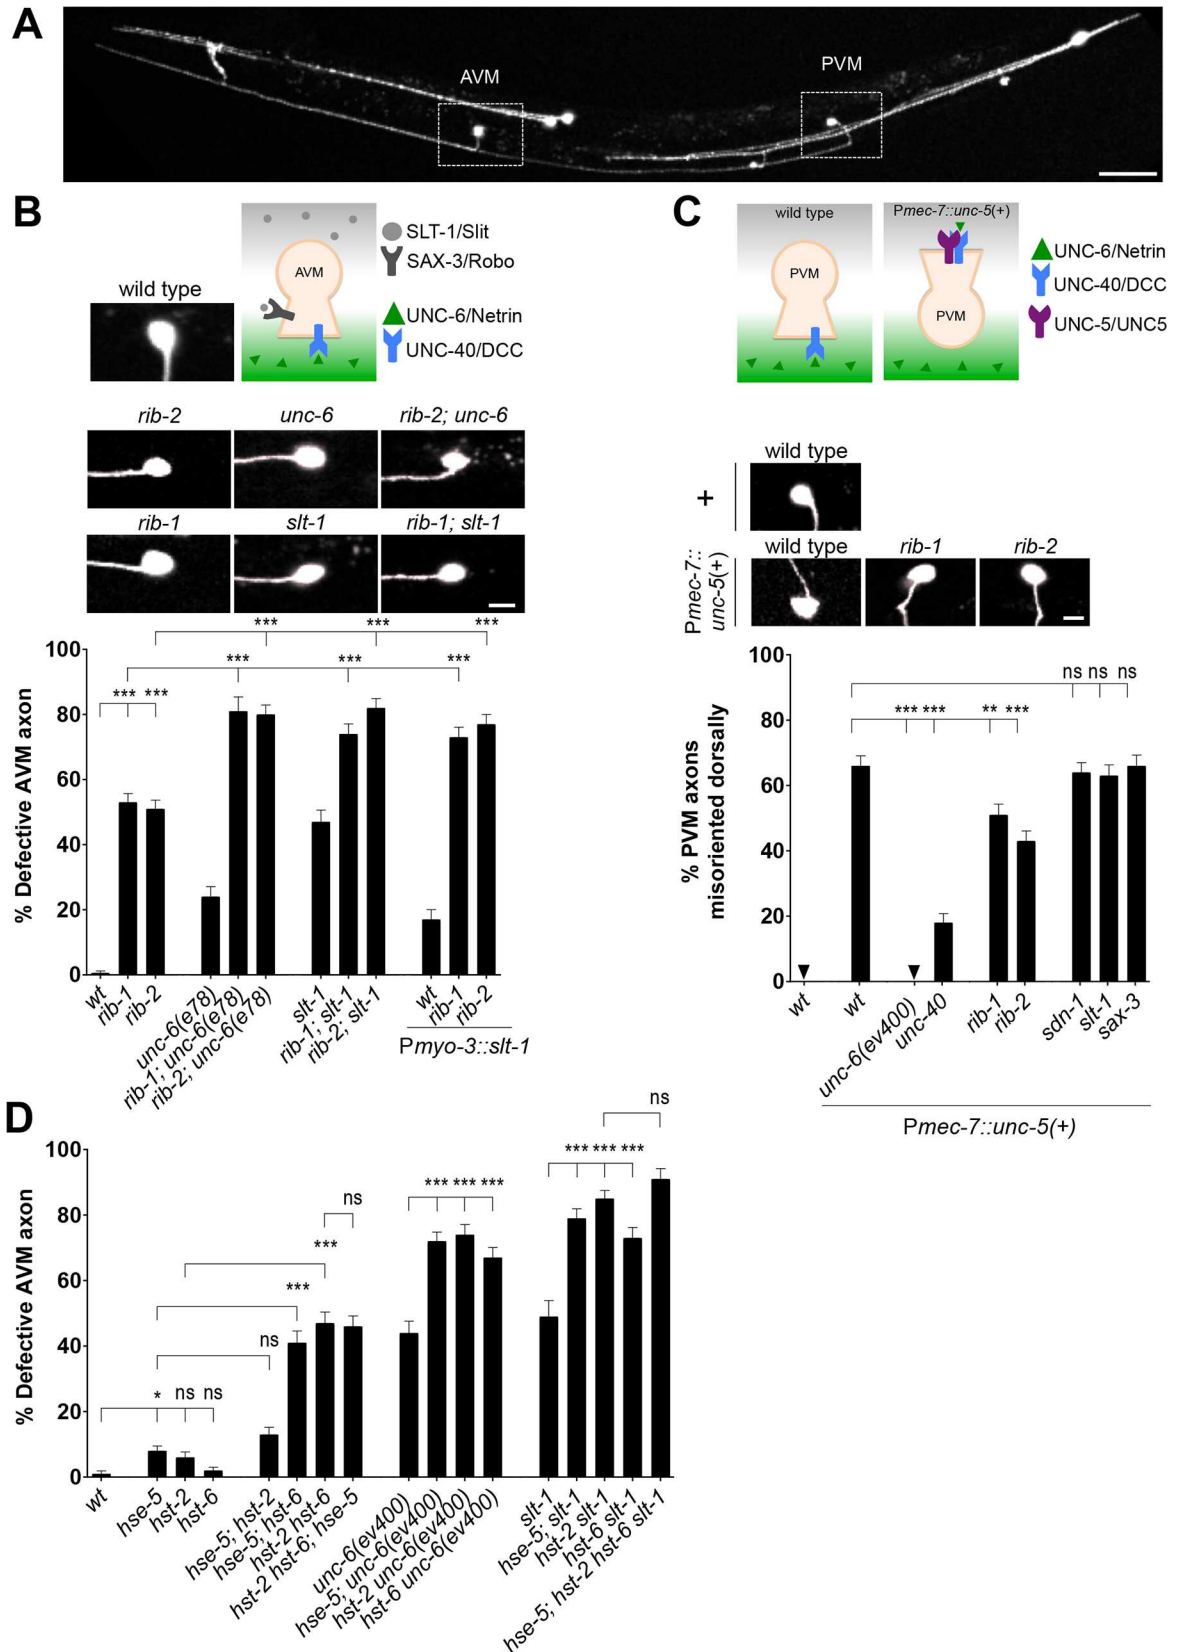 A
AVM
PVM
B
AVM
SLT-1/Slit
SAX-3/Robo
UNC-6/Netrin
UNC-40/DCC
wild type
rib-2
unc-6
rib-2; unc-6
rib-1
slt-1
rib-1; slt-1
% Defective AVM axon
100
80
60
40
20
0
*** ***
***
***
***
***
***
***
wt
rib-1
rib-2
unc-6(e78)
rib-1; unc-6(e78)
rib-2; unc-6(e78)
slt-1
rib-1; slt-1
rib-2; slt-1
wt
rib-1
rib-2
Pmyo-3::slt-1
C
wild type
Pmec-7::unc-5(+)
PVM
PVM
UNC-6/Netrin
UNC-40/DCC
UNC-5/UNC5
wild type
+
wild type
rib-1
rib-2
Pmec-7::
unc-5(+)
% PVM axons
misoriented dorsally
100
80
60
40
20
0
ns ns ns
*** *** ** ***
wt
wt
unc-6(ev400)
unc-40
rib-1
rib-2
sdn-1
slt-1
sax-3
Pmec-7::unc-5(+)
D
% Defective AVM axon
100
80
60
40
20
0
* ns ns
ns
***
***
ns
*** *** ***
*** *** ***
ns
wt
hse-5
hst-2
hst-6
hse-5; hst-2
hse-5; hst-6
hst-2 hst-6
hst-2 hst-6; hse-5
unc-6(ev400)
hse-5; unc-6(ev400)
hst-2 unc-6(ev400)
hst-6 unc-6(ev400)
slt-1
hse-5; slt-1
hst-2 slt-1
hst-6 slt-1
hse-5; hst-2 hst-6 slt-1